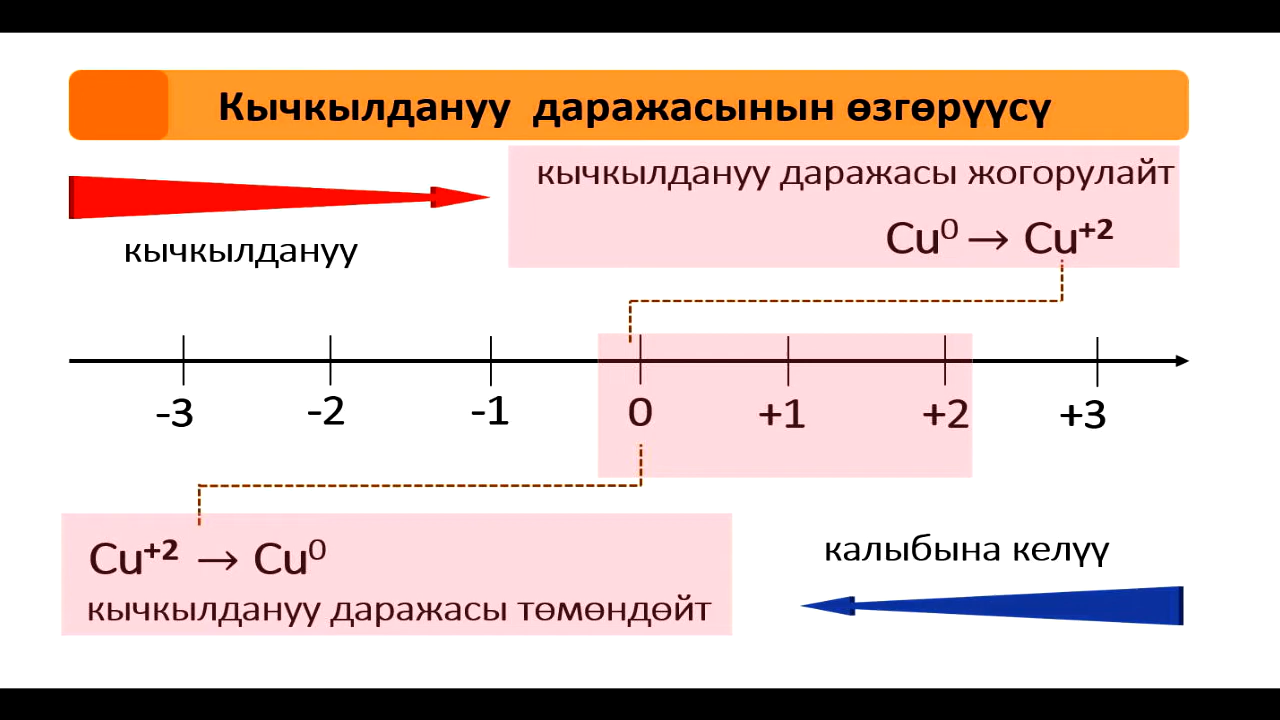 Кычкылдануу даражасынын өзгөрүүсү
кычкылдануу даражасы жогорулайт
Cu⁰ → Cu⁺²
кычкылдануу
-3 -2 -1 0 +1 +2 +3
Cu⁺² → Cu⁰
кычкылдануу даражасы төмөндөйт
калыбына келүү